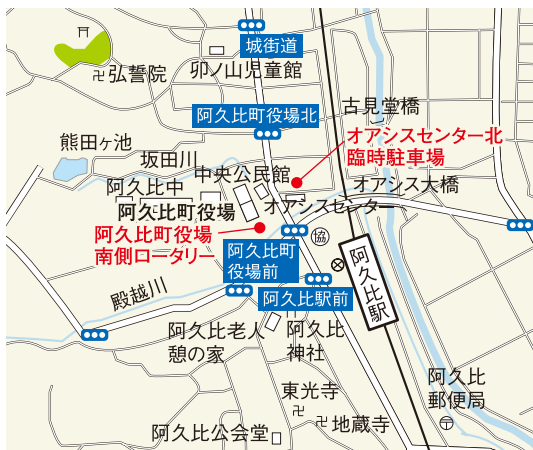 城街道
弘誓院
卯ノ山児童館
阿久比町役場北
古見堂橋
オアシスセンター北
臨時駐車場
熊田ヶ池
坂田川
中央公民館
阿久比中
オアシス大橋
阿久比町役場
オアシスセンター
阿久比町役場
南側ロータリー
協
阿久比町
役場前
阿久比駅
殿越川
阿久比駅前
阿久比老人
憩の家
阿久比
神社
阿久比
郵便局
東光寺
地蔵寺
阿久比公会堂